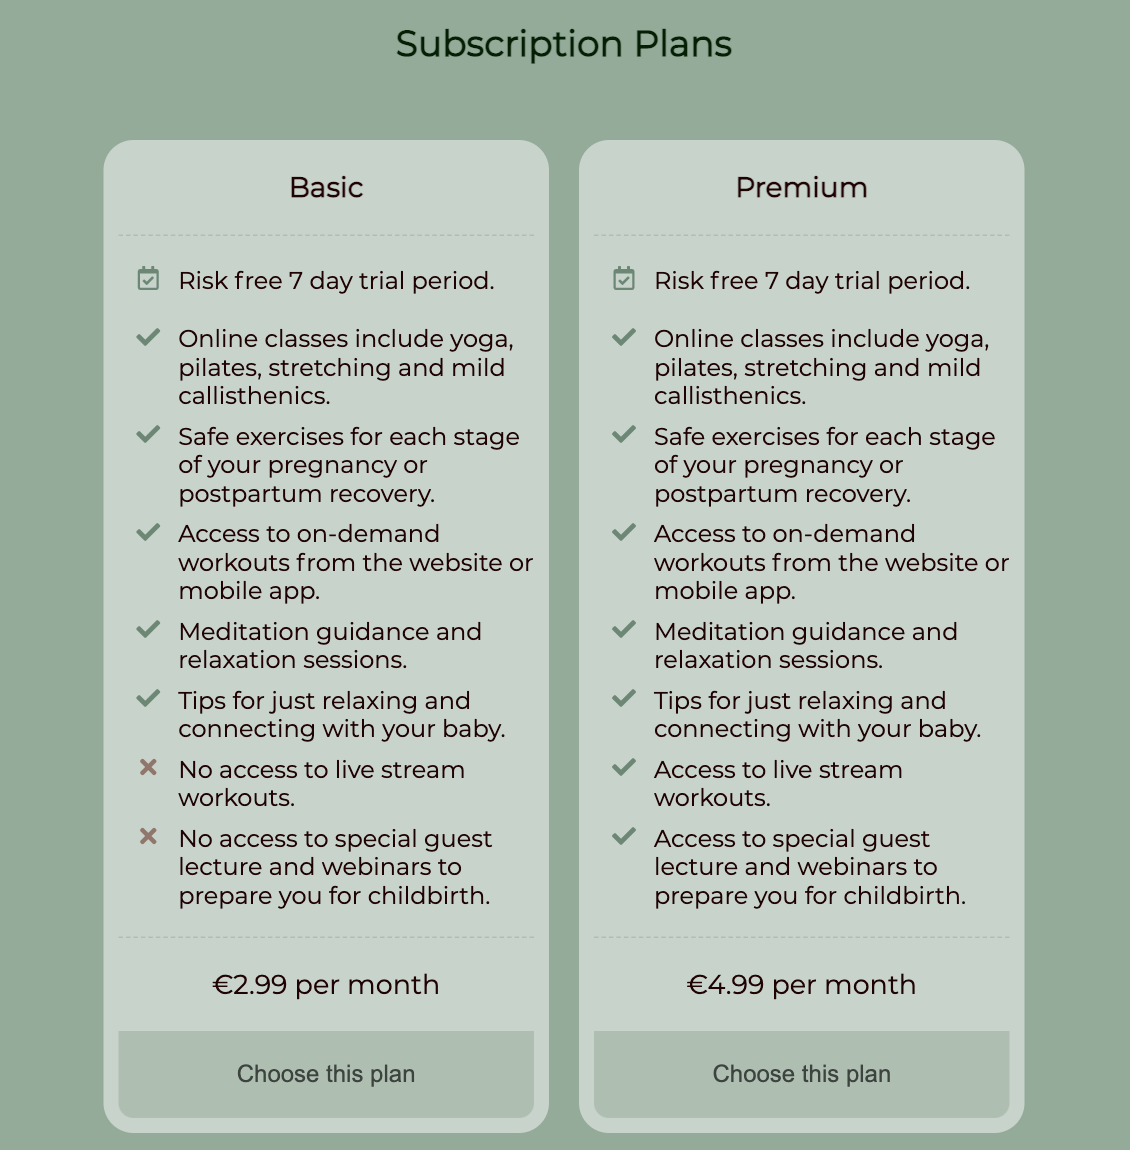 Subscription Plans
Basic
Risk free 7 day trial period.
Online classes include yoga,
pilates, stretching and mild
callisthenics.
Safe exercises for each stage
of your pregnancy or
postpartum recovery.
Access to on-demand
workouts from the website or
mobile app.
Meditation guidance and
relaxation sessions.
Tips for just relaxing and
connecting with your baby.
No access to live stream
workouts.
No access to special guest
lecture and webinars to
prepare you for childbirth.
€2.99 per month
Choose this plan
Premium
Risk free 7 day trial period.
Online classes include yoga,
pilates, stretching and mild
callisthenics.
Safe exercises for each stage
of your pregnancy or
postpartum recovery.
Access to on-demand
workouts from the website or
mobile app.
Meditation guidance and
relaxation sessions.
Tips for just relaxing and
connecting with your baby.
Access to live stream
workouts.
Access to special guest
lecture and webinars to
prepare you for childbirth.
€4.99 per month
Choose this plan